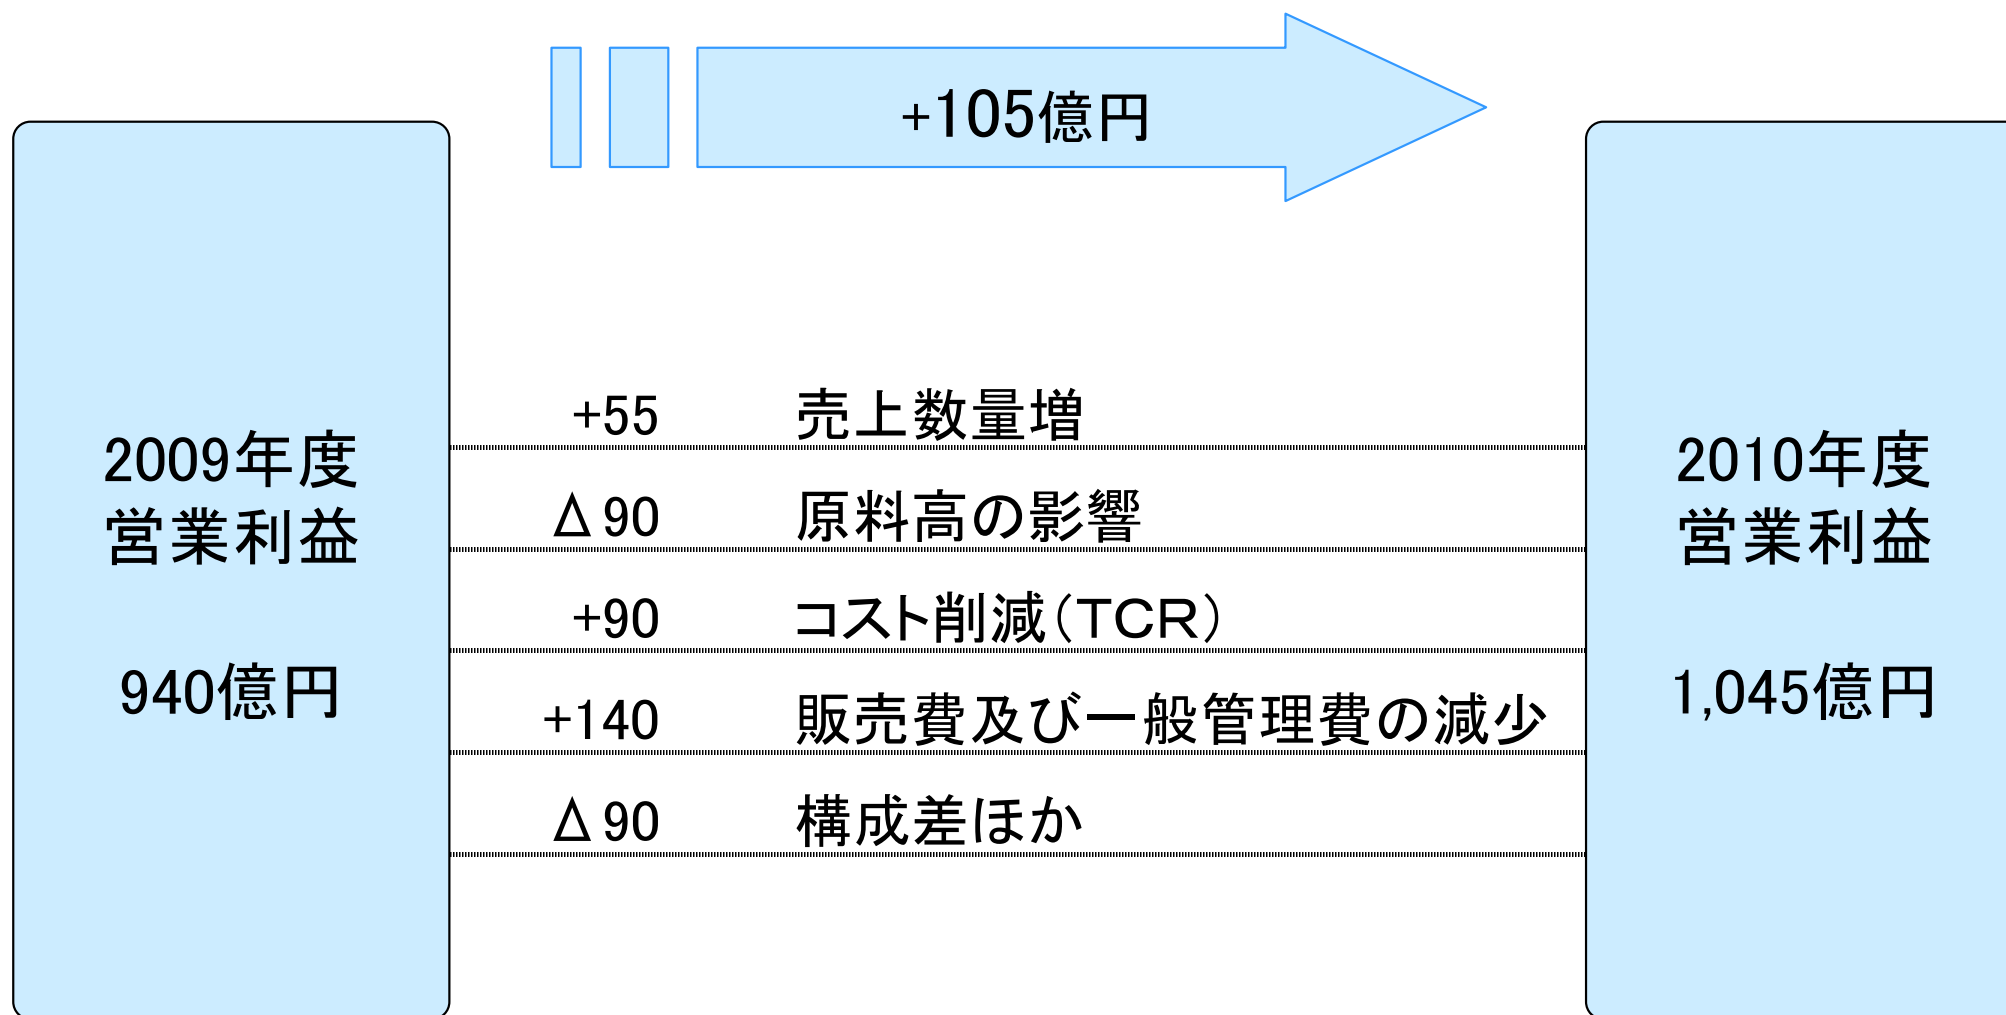 +105億円
2009年度
営業利益
940億円
+55 売上数量増
Δ90 原料高の影響
+90 コスト削減(TCR)
+140 販売費及び一般管理費の減少
Δ90 構成差ほか
2010年度
営業利益
1,045億円